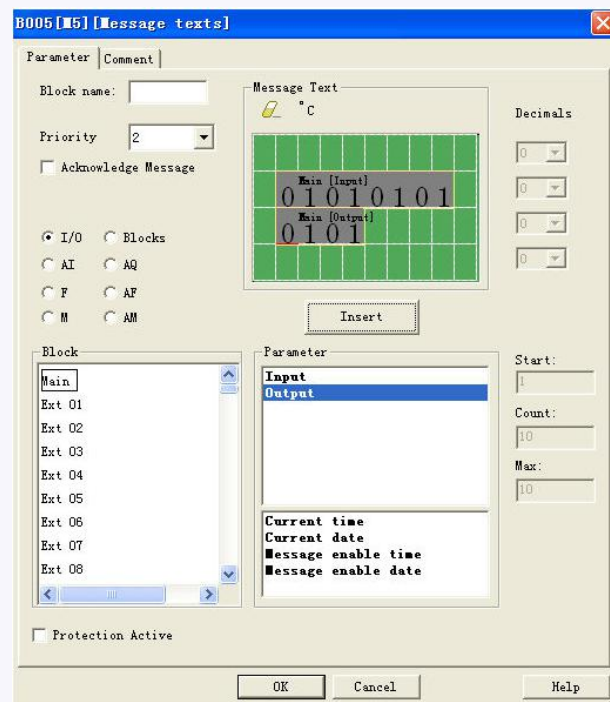 B005[M5][Message texts]
Parameter
Comment
Block name:
Priority
2
Acknowledge Message
I/O
Blocks
AI
AQ
F
AF
M
AM
Message Text
°C
Main [Input]
0 1 0 1 0 1 0 1
Main [Output]
0 1 0 1
Insert
Decimals
0
0
0
0
Block
Main
Ext 01
Ext 02
Ext 03
Ext 04
Ext 05
Ext 06
Ext 07
Ext 08
Parameter
Input
Output
Current time
Current date
Message enable time
Message enable date
Start:
1
Count:
10
Max:
10
Protection Active
OK
Cancel
Help